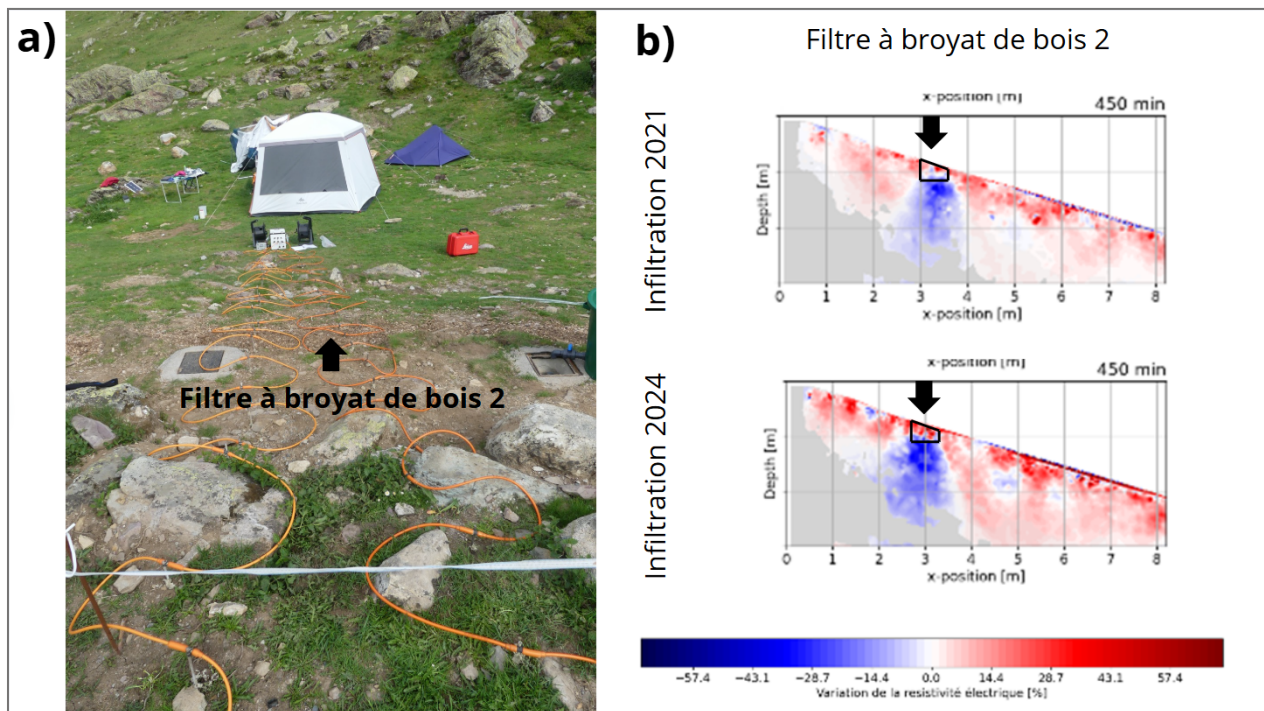 a)
Filtre à broyat de bois 2
b)
Filtre à broyat de bois 2
Infiltration 2021
x-position [m]
450 min
Depth [m]
0 1 2 3 4 5 6 7 8
x-position [m]
Infiltration 2024
x-position [m]
450 min
Depth [m]
0 1 2 3 4 5 6 7 8
x-position [m]
−57.4 −43.1 −28.7 −14.4 0.0 14.4 28.7 43.1 57.4
Variation de la resistivité électrique [%]